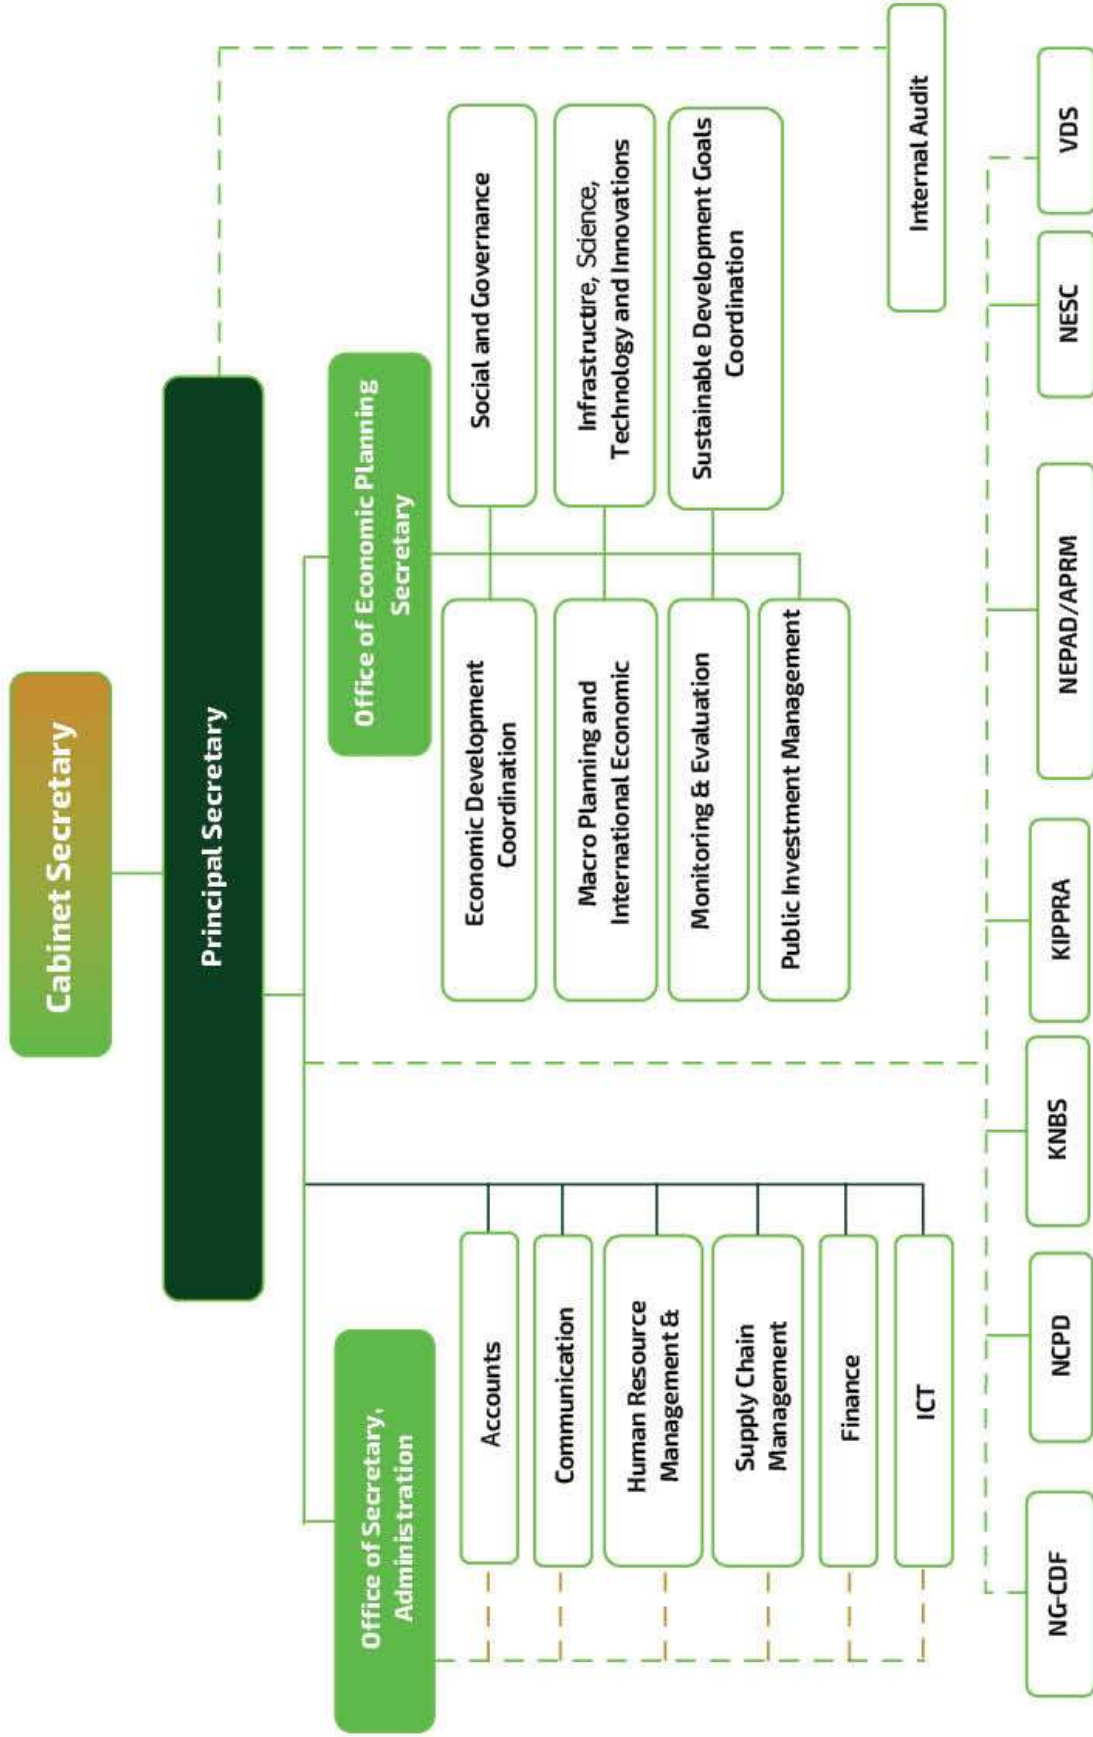 Cabinet Secretary
Principal Secretary
Office of Secretary,
Administration
Accounts
Communication
Human Resource
Management &
Supply Chain
Management
Finance
ICT
Office of Economic Planning
Secretary
Economic Development
Coordination
Social and Governance
Macro Planning and
International Economic
Infrastructire, Science,
Technology and Innovations
Monitoring & Evaluation
Sustainable Development Goals
Coordination
Public Investment Management
Internal Audit
NG-CDF
NCPD
KNBS
KIPPRA
NEPAD/APRM
NESC
VDS